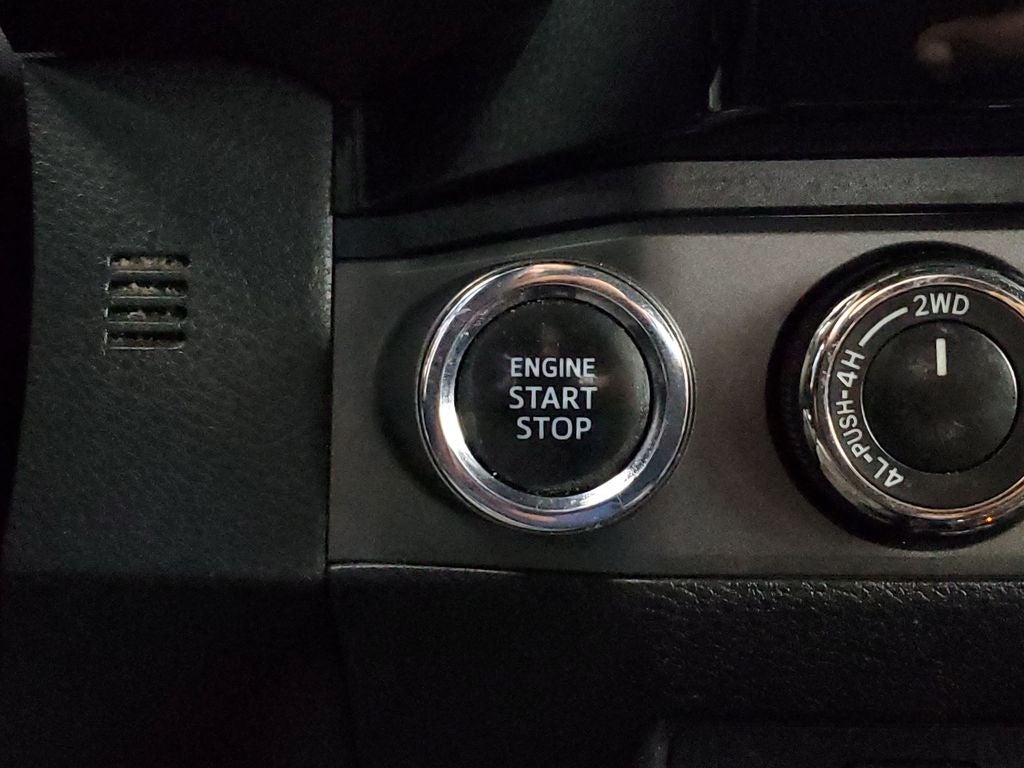 ENGINE
START
STOP
2WD
4L-PUSH-4H